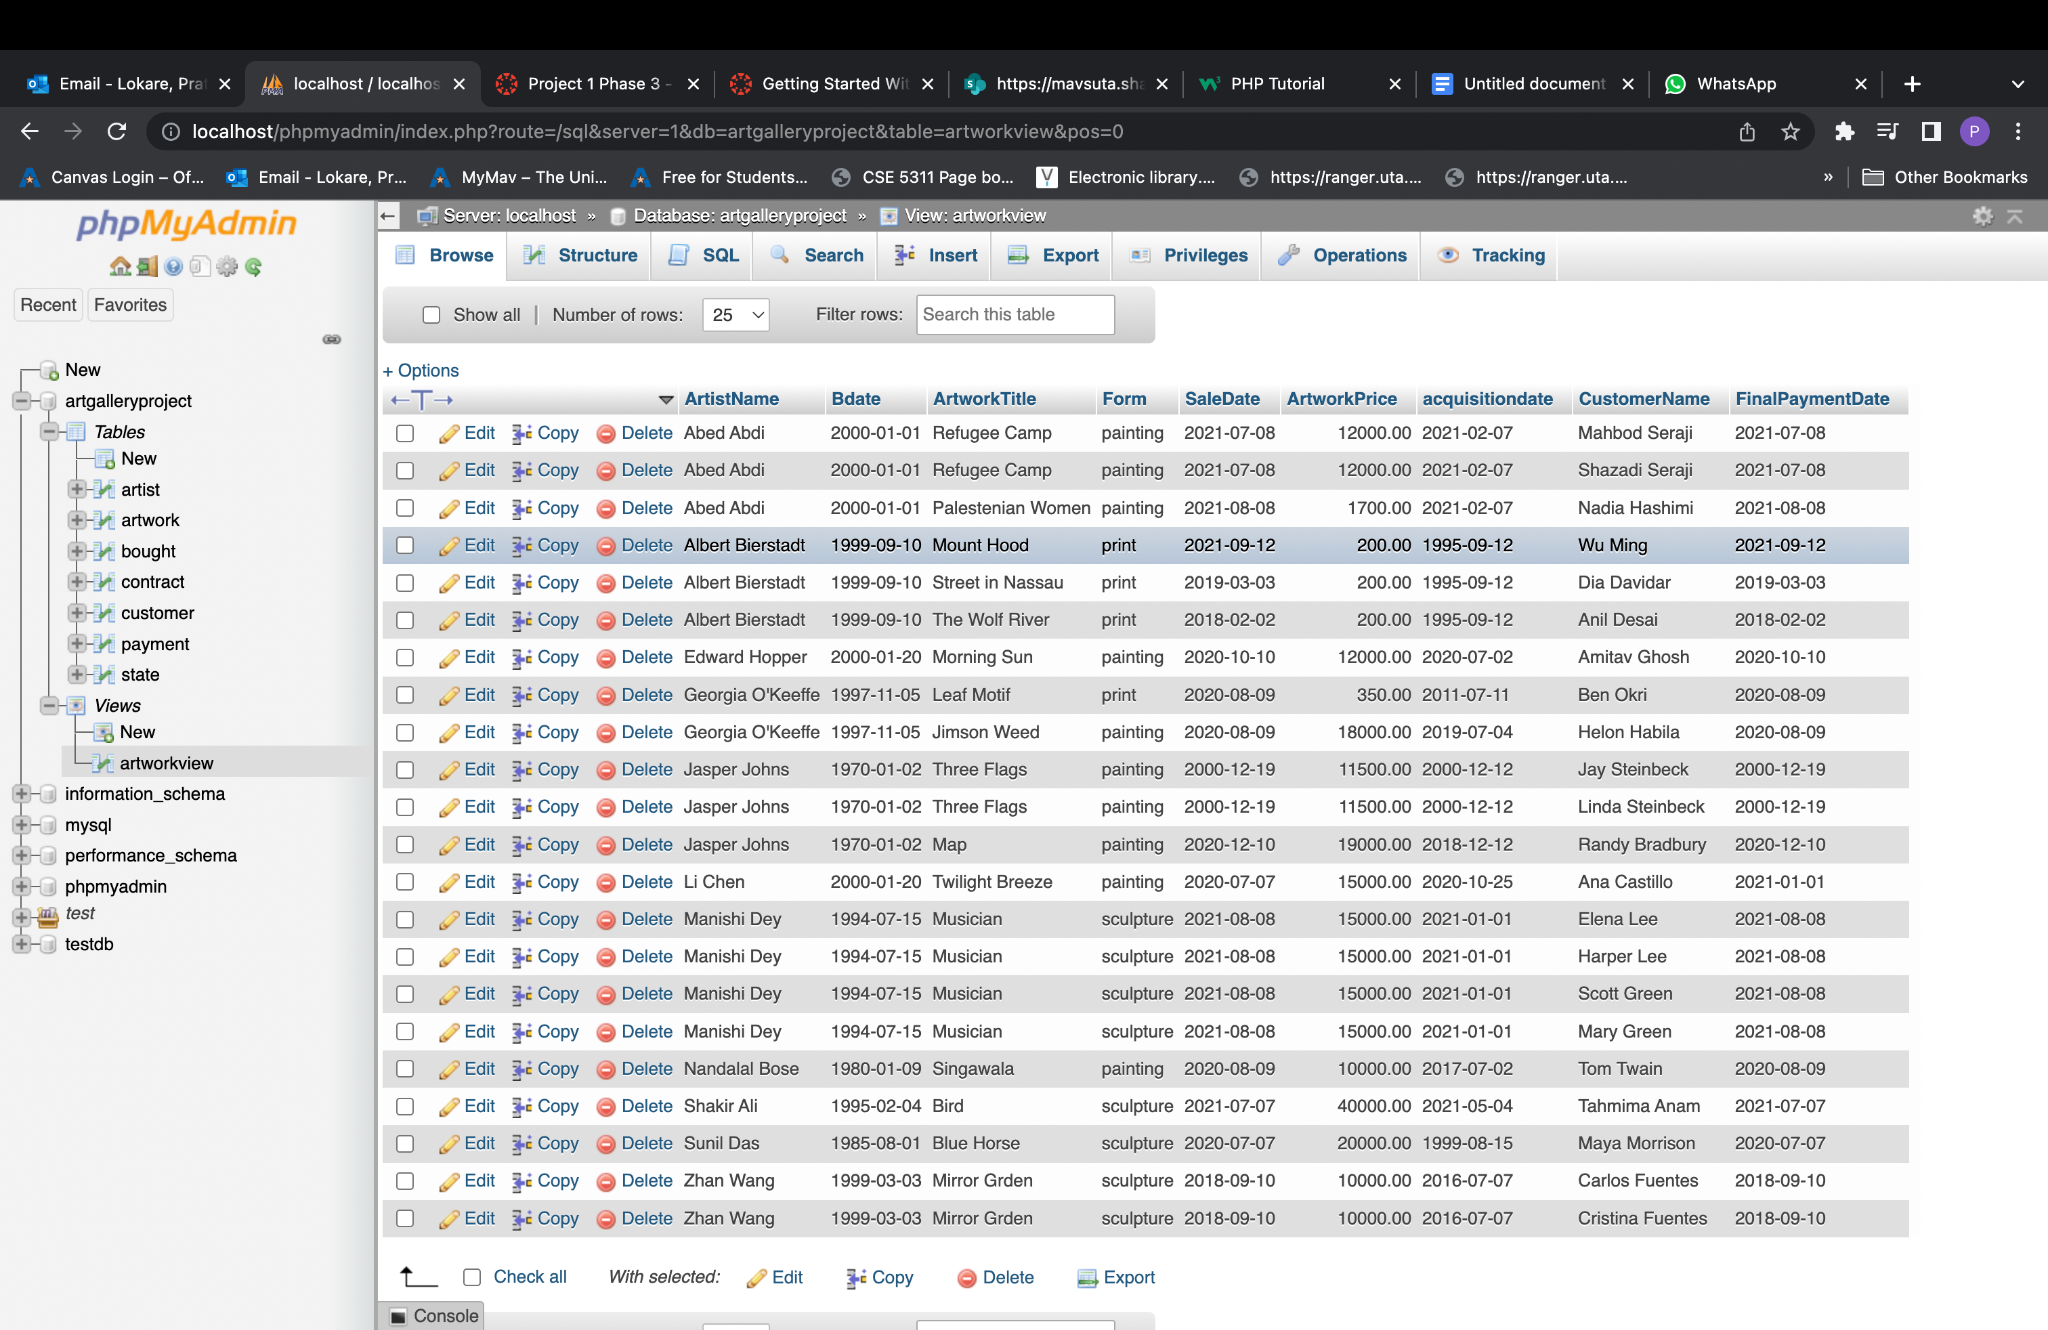 Email - Lokare, Pra
localhost / localhos
Project 1 Phase 3 -
Getting Started Wit
https://mavsuta.sha
PHP Tutorial
Untitled document
WhatsApp
localhost/phpmyadmin/index.php?route=/sql&server=1&db=artgalleryproject&table=artworkview&pos=0
P
Canvas Login – Of...
Email - Lokare, Pr...
MyMav – The Uni...
Free for Students...
CSE 5311 Page bo...
Electronic library....
https://ranger.uta....
https://ranger.uta....
»
Other Bookmarks
phpMyAdmin
Recent
Favorites
New
artgalleryproject
Tables
New
artist
artwork
bought
contract
customer
payment
state
Views
New
artworkview
information_schema
mysql
performance_schema
phpmyadmin
test
testdb
Server: localhost » Database: artgalleryproject » View: artworkview
Browse Structure SQL Search Insert Export Privileges Operations Tracking
Show all | Number of rows: 25 Filter rows: Search this table
+ Options
ArtistName Bdate ArtworkTitle Form SaleDate ArtworkPrice acquisitiondate CustomerName FinalPaymentDate
Edit Copy Delete Abed Abdi 2000-01-01 Refugee Camp painting 2021-07-08 12000.00 2021-02-07 Mahbod Seraji 2021-07-08
Edit Copy Delete Abed Abdi 2000-01-01 Refugee Camp painting 2021-07-08 12000.00 2021-02-07 Shazadi Seraji 2021-07-08
Edit Copy Delete Abed Abdi 2000-01-01 Palestenian Women painting 2021-08-08 1700.00 2021-02-07 Nadia Hashimi 2021-08-08
Edit Copy Delete Albert Bierstadt 1999-09-10 Mount Hood print 2021-09-12 200.00 1995-09-12 Wu Ming 2021-09-12
Edit Copy Delete Albert Bierstadt 1999-09-10 Street in Nassau print 2019-03-03 200.00 1995-09-12 Dia Davidar 2019-03-03
Edit Copy Delete Albert Bierstadt 1999-09-10 The Wolf River print 2018-02-02 200.00 1995-09-12 Anil Desai 2018-02-02
Edit Copy Delete Edward Hopper 2000-01-20 Morning Sun painting 2020-10-10 12000.00 2020-07-02 Amitav Ghosh 2020-10-10
Edit Copy Delete Georgia O'Keeffe 1997-11-05 Leaf Motif print 2020-08-09 350.00 2011-07-11 Ben Okri 2020-08-09
Edit Copy Delete Georgia O'Keeffe 1997-11-05 Jimson Weed painting 2020-08-09 18000.00 2019-07-04 Helon Habila 2020-08-09
Edit Copy Delete Jasper Johns 1970-01-02 Three Flags painting 2000-12-19 11500.00 2000-12-12 Jay Steinbeck 2000-12-19
Edit Copy Delete Jasper Johns 1970-01-02 Three Flags painting 2000-12-19 11500.00 2000-12-12 Linda Steinbeck 2000-12-19
Edit Copy Delete Jasper Johns 1970-01-02 Map painting 2020-12-10 19000.00 2018-12-12 Randy Bradbury 2020-12-10
Edit Copy Delete Li Chen 2000-01-20 Twilight Breeze painting 2020-07-07 15000.00 2020-10-25 Ana Castillo 2021-01-01
Edit Copy Delete Manishi Dey 1994-07-15 Musician sculpture 2021-08-08 15000.00 2021-01-01 Elena Lee 2021-08-08
Edit Copy Delete Manishi Dey 1994-07-15 Musician sculpture 2021-08-08 15000.00 2021-01-01 Harper Lee 2021-08-08
Edit Copy Delete Manishi Dey 1994-07-15 Musician sculpture 2021-08-08 15000.00 2021-01-01 Scott Green 2021-08-08
Edit Copy Delete Manishi Dey 1994-07-15 Musician sculpture 2021-08-08 15000.00 2021-01-01 Mary Green 2021-08-08
Edit Copy Delete Nandalal Bose 1980-01-09 Singawala painting 2020-08-09 10000.00 2017-07-02 Tom Twain 2020-08-09
Edit Copy Delete Shakir Ali 1995-02-04 Bird sculpture 2021-07-07 40000.00 2021-05-04 Tahmima Anam 2021-07-07
Edit Copy Delete Sunil Das 1985-08-01 Blue Horse sculpture 2020-07-07 20000.00 1999-08-15 Maya Morrison 2020-07-07
Edit Copy Delete Zhan Wang 1999-03-03 Mirror Grden sculpture 2018-09-10 10000.00 2016-07-07 Carlos Fuentes 2018-09-10
Edit Copy Delete Zhan Wang 1999-03-03 Mirror Grden sculpture 2018-09-10 10000.00 2016-07-07 Cristina Fuentes 2018-09-10
Check all With selected: Edit Copy Delete Export
Console